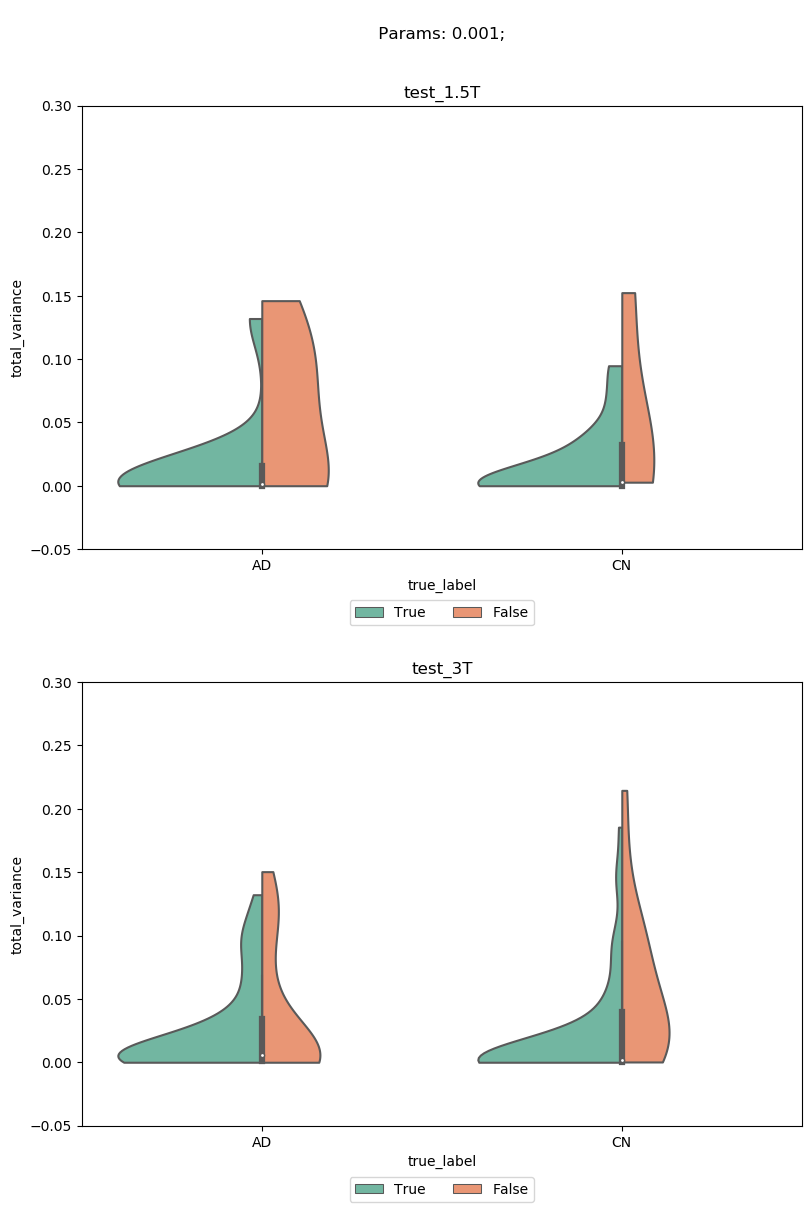 Params: 0.001;
test_1.5T
0.30
0.25
0.20
0.15
0.10
0.05
0.00
−0.05
total_variance
AD CN
true_label
True False
test_3T
0.30
0.25
0.20
0.15
0.10
0.05
0.00
−0.05
total_variance
AD CN
true_label
True False